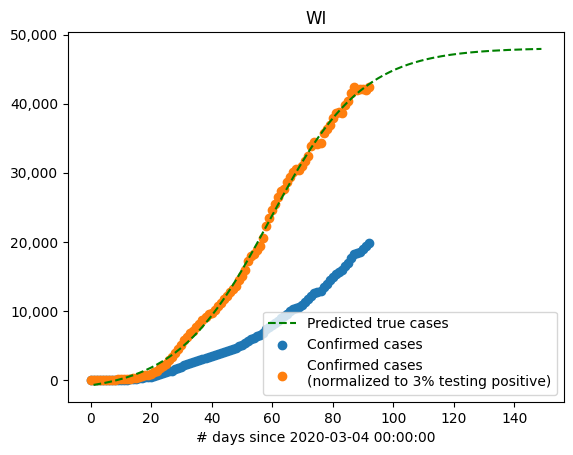 WI
50,000
40,000
30,000
20,000
10,000
0
Predicted true cases
Confirmed cases
Confirmed cases
(normalized to 3% testing positive)
0 20 40 60 80 100 120 140
# days since 2020-03-04 00:00:00